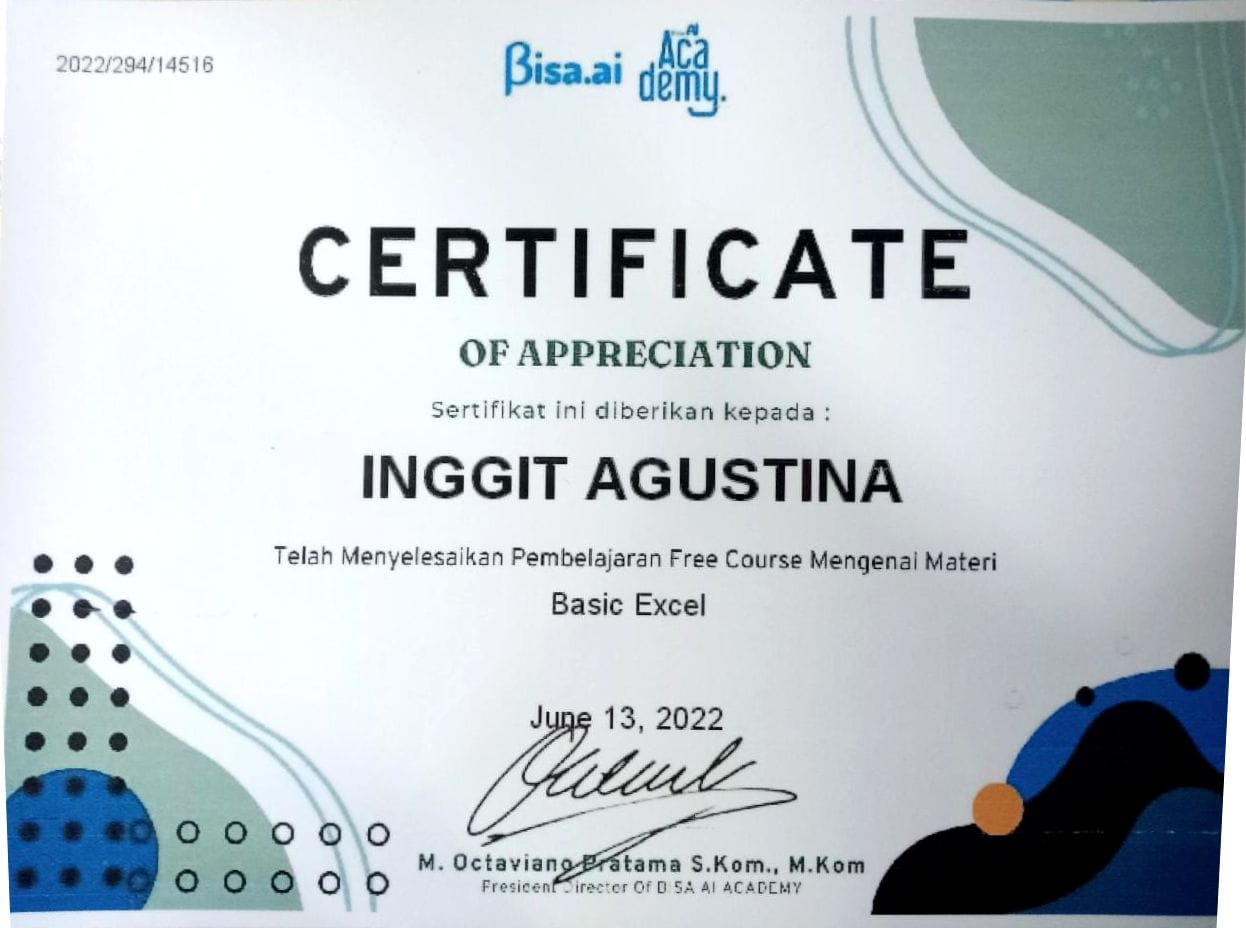 2022/294/14516
Bisa.ai Academy.
CERTIFICATE
OF APPRECIATION
Sertifikat ini diberikan kepada :
INGGIT AGUSTINA
Telah Menyelesaikan Pembelajaran Free Course Mengenai Materi
Basic Excel
June 13, 2022
M. Octaviano Pratama S.Kom., M.Kom
President Director Of BISA AI ACADEMY